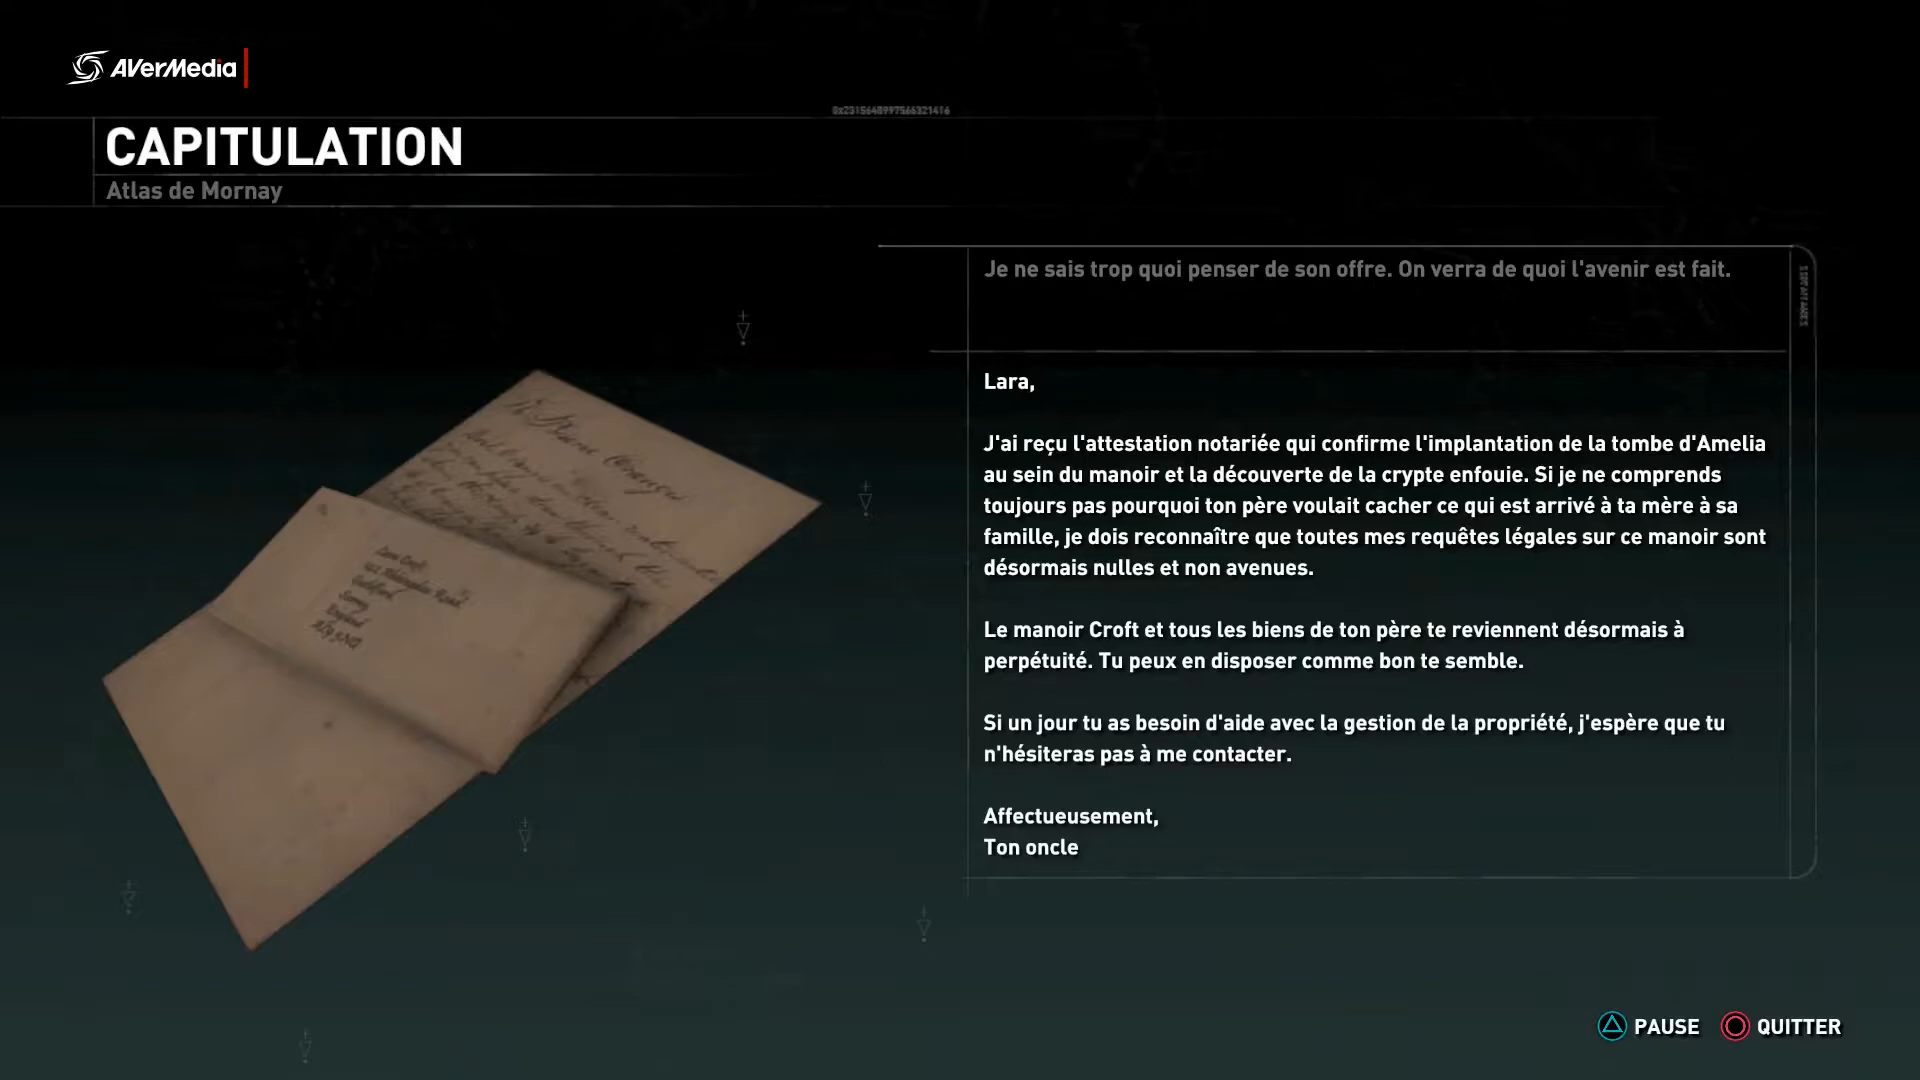 AVerMedia
0x2315648997566321416
CAPITULATION
Atlas de Mornay
Je ne sais trop quoi penser de son offre. On verra de quoi l'avenir est fait.
Lara,
J'ai reçu l'attestation notariée qui confirme l'implantation de la tombe d'Amelia
au sein du manoir et la découverte de la crypte enfouie. Si je ne comprends
toujours pas pourquoi ton père voulait cacher ce qui est arrivé à ta mère à sa
famille, je dois reconnaître que toutes mes requêtes légales sur ce manoir sont
désormais nulles et non avenues.
Le manoir Croft et tous les biens de ton père te reviennent désormais à
perpétuité. Tu peux en disposer comme bon te semble.
Si un jour tu as besoin d'aide avec la gestion de la propriété, j'espère que tu
n'hésiteras pas à me contacter.
Affectueusement,
Ton oncle
PAUSE QUITTER